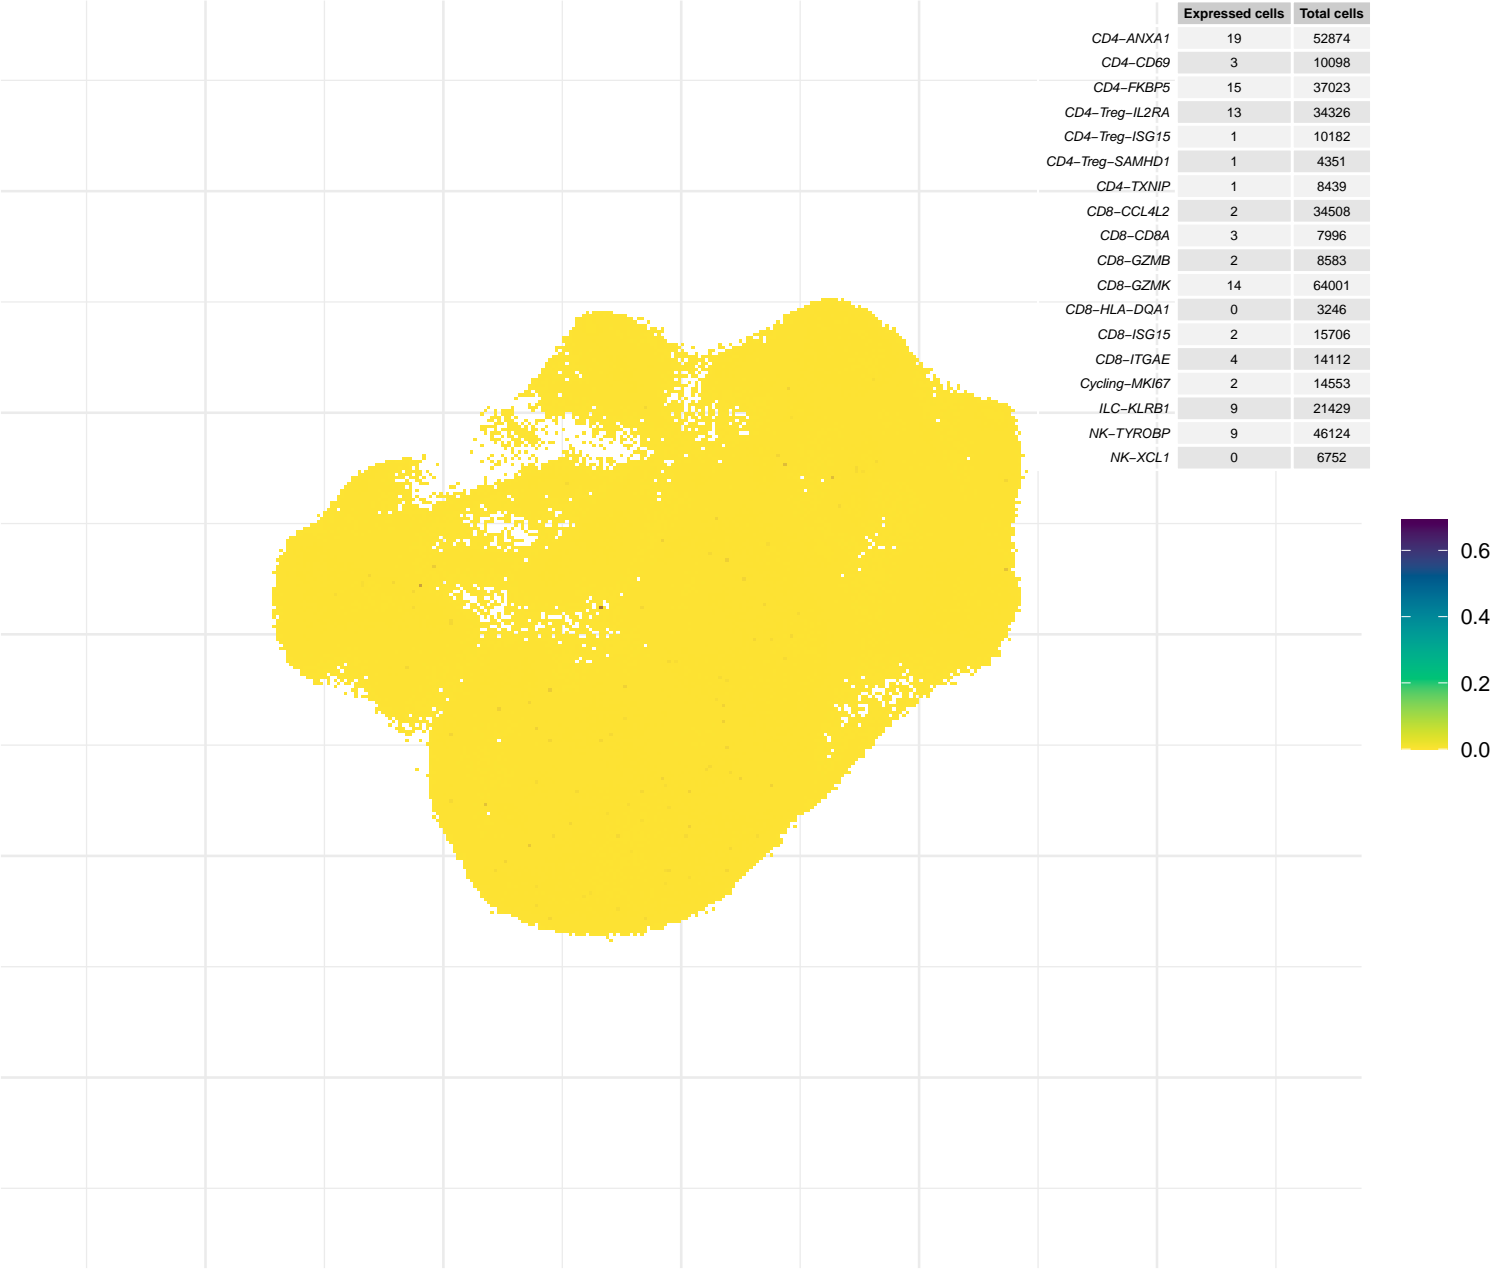 Expressed cells Total cells
CD4−ANXA1 19 52874
CD4−CD69 3 10098
CD4−FKBP5 15 37023
CD4−Treg−IL2RA 13 34326
CD4−Treg−ISG15 1 10182
CD4−Treg−SAMHD1 1 4351
CD4−TXNIP 1 8439
CD8−CCL4L2 2 34508
CD8−CD8A 3 7996
CD8−GZMB 2 8583
CD8−GZMK 14 64001
CD8−HLA−DQA1 0 3246
CD8−ISG15 2 15706
CD8−ITGAE 4 14112
Cycling−MKI67 2 14553
ILC−KLRB1 9 21429
NK−TYROBP 9 46124
NK−XCL1 0 6752
0.6
0.4
0.2
0.0